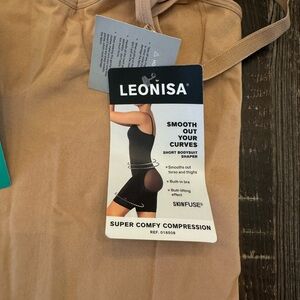 LEONISA®
SMOOTH
OUT
YOUR
CURVES
SHORT BODYSUIT
SHAPER
•Smooths out
torso and thighs
•Built-in bra
•Butt-lifting
effect
SKINFUSE®
SUPER COMFY COMPRESSION
REF. 018508